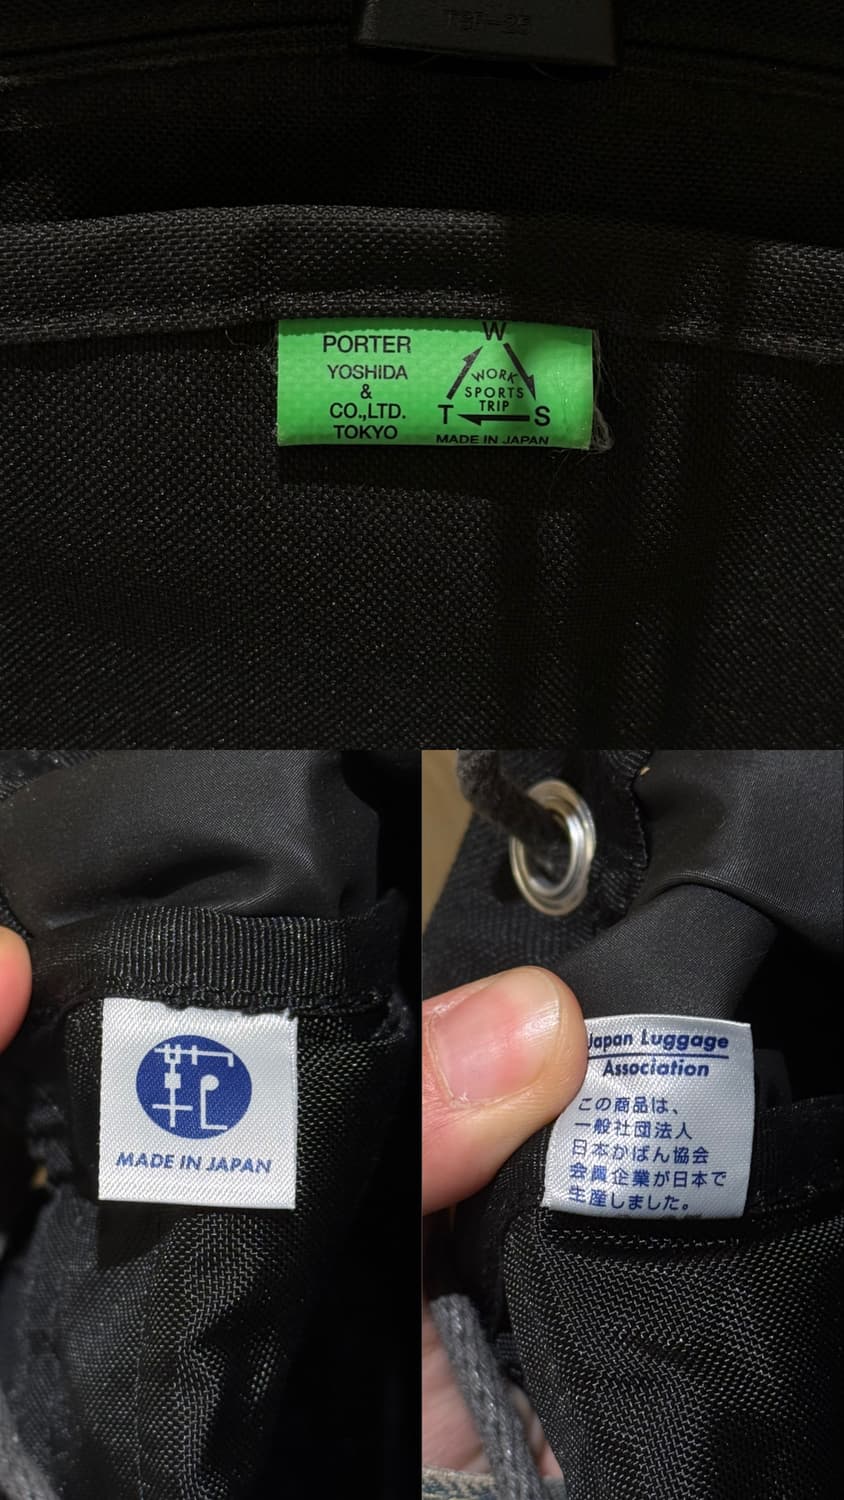 PORTER
YOSHIDA
&
CO.,LTD.
TOKYO
W
WORK
SPORTS
TRIP
T
S
MADE IN JAPAN
MADE IN JAPAN
Japan Luggage
Association
この商品は、
一般社団法人
日本かばん協会
会員企業が日本で
生産しました。